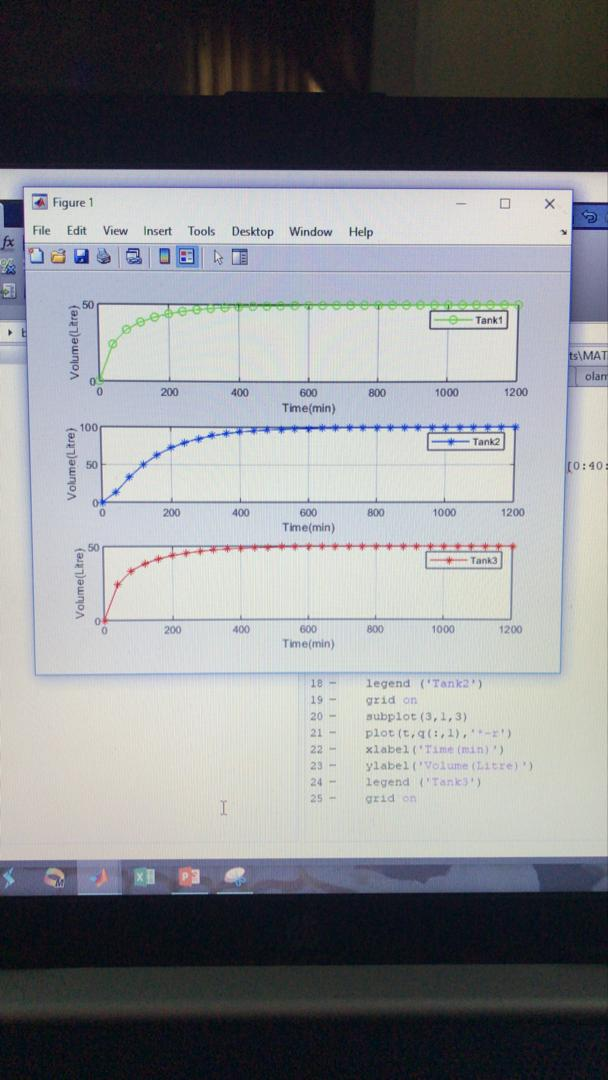 Figure 1
File Edit View Insert Tools Desktop Window Help
fx
ts\MAT
olam
[0:40:
50
0
Volume(Litre)
Tank1
0 200 400 600 800 1000 1200
Time(min)
100
50
0
Volume(Litre)
Tank2
0 200 400 600 800 1000 1200
Time(min)
50
0
Volume(Litre)
Tank3
0 200 400 600 800 1000 1200
Time(min)
18 - legend ('Tank2')
19 - grid on
20 - subplot(3,1,3)
21 - plot(t,q(:,1),'*-r')
22 - xlabel('Time(min)')
23 - ylabel('Volume(Litre)')
24 - legend ('Tank3')
25 - grid on